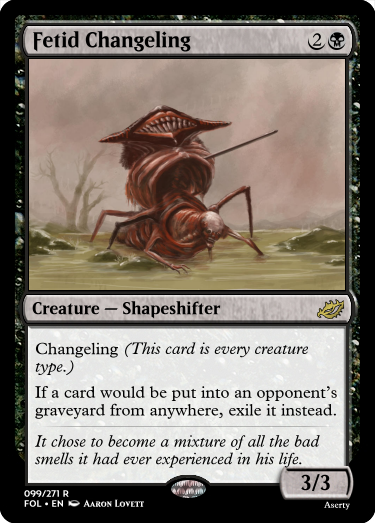 Fetid Changeling 2
Creature — Shapeshifter
Changeling (This card is every creature
type.)
If a card would be put into an opponent's
graveyard from anywhere, exile it instead.
It chose to become a mixture of all the bad
smells it had ever experienced in his life.
3/3
099/271 R
FOL • EN Aaron Lovett
Aserty